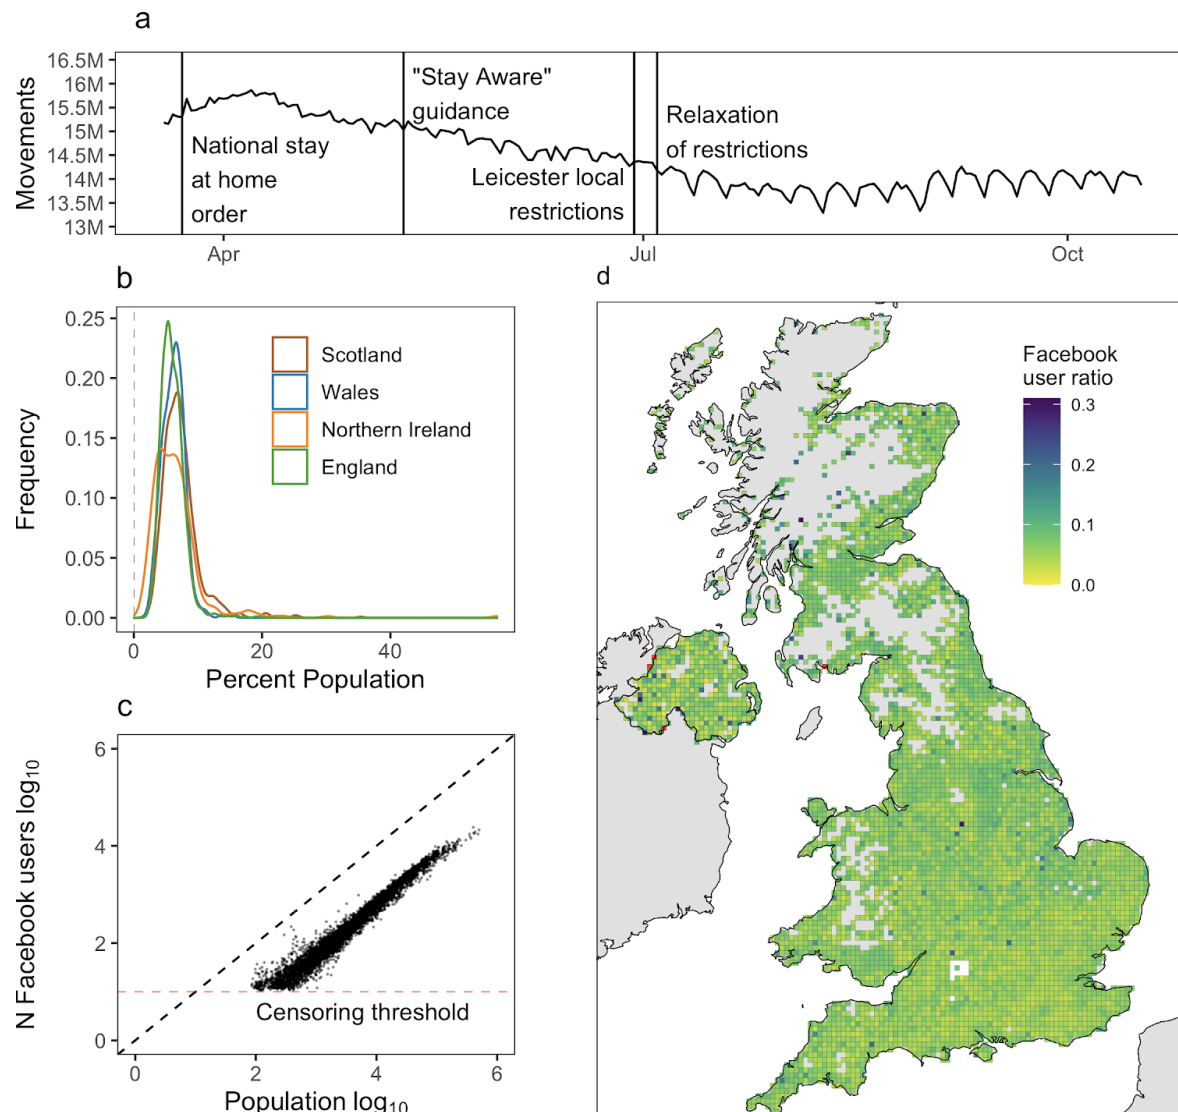 a
16.5M
16M
15.5M
15M
14.5M
14M
13.5M
13M
Movements
National stay
at home
order
"Stay Aware"
guidance
Leicester local
restrictions
Relaxation
of restrictions
Apr
Jul
Oct
b
0.25
0.20
0.15
0.10
0.05
0.00
Frequency
Scotland
Wales
Northern Ireland
England
0
20
40
Percent Population
c
6
4
2
0
N Facebook users log₁₀
Censoring threshold
0
2
4
6
Population log₁₀
d
Facebook
user ratio
0.3
0.2
0.1
0.0